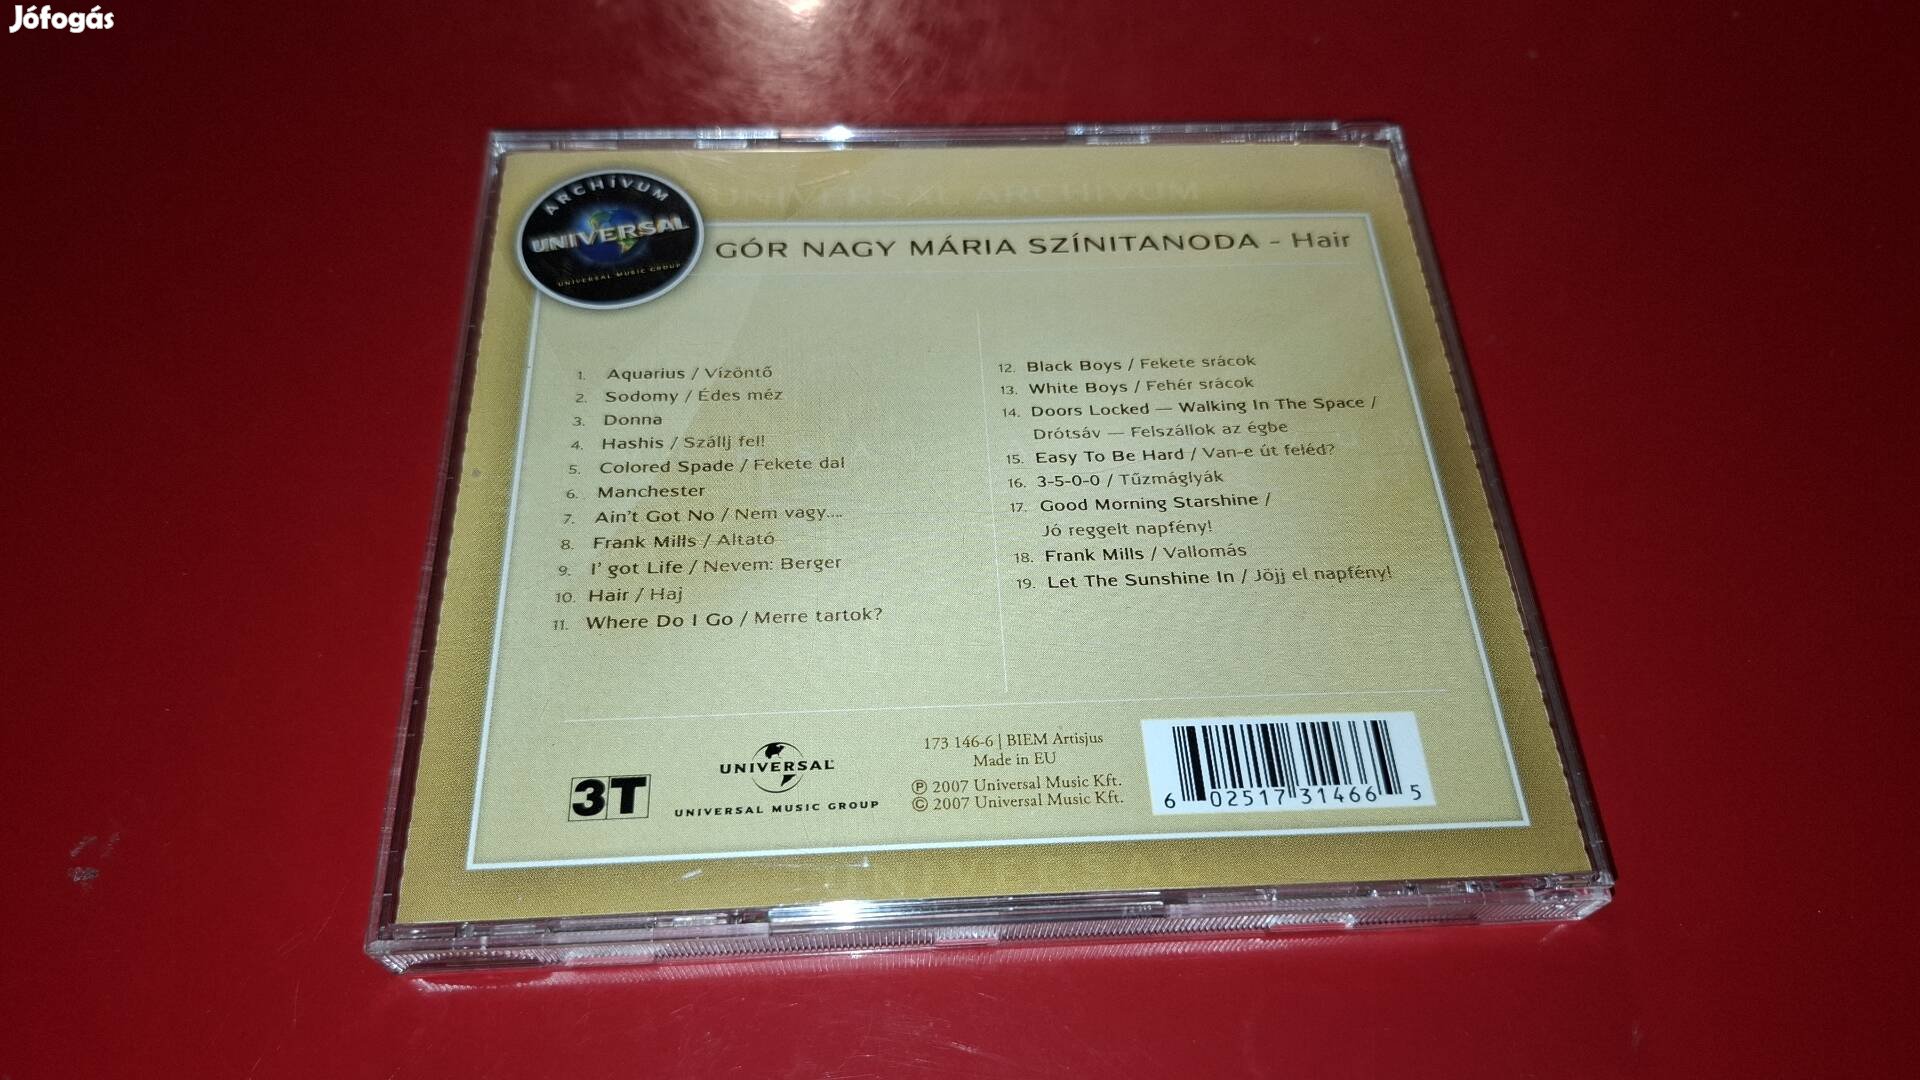 Jófogás
UNIVERSAL ARCHÍVUM
ARCHÍVUM
UNIVERSAL
UNIVERSAL MUSIC GROUP
GÓR NAGY MÁRIA SZÍNITANODA - Hair
1. Aquarius / Vízöntő
2. Sodomy / Édes méz
3. Donna
4. Hashis / Szállj fel!
5. Colored Spade / Fekete dal
6. Manchester
7. Ain't Got No / Nem vagy....
8. Frank Mills / Altató
9. I' got Life / Nevem: Berger
10. Hair / Haj
11. Where Do I Go / Merre tartok?
12. Black Boys / Fekete srácok
13. White Boys / Fehér srácok
14. Doors Locked — Walking In The Space /
Drótsáv — Felszállok az égbe
15. Easy To Be Hard / Van-e út feléd?
16. 3-5-0-0 / Tűzmáglyák
17. Good Morning Starshine /
Jó reggelt napfény!
18. Frank Mills / Vallomás
19. Let The Sunshine In / Jöjj el napfény!
3T
UNIVERSAL
UNIVERSAL MUSIC GROUP
173 146-6 | BIEM Artisjus
Made in EU
℗ 2007 Universal Music Kft.
© 2007 Universal Music Kft.
6 02517 31466 5